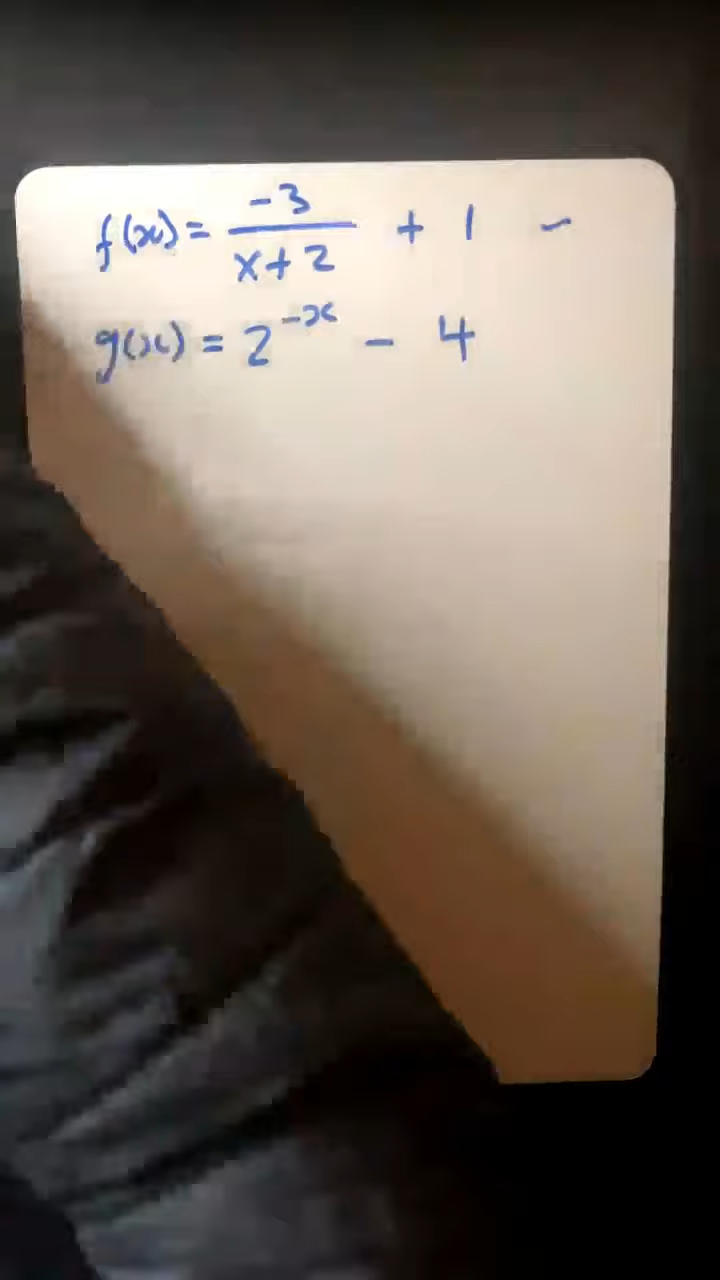 f(x) = -3/(x+2) + 1 -
g(x) = 2^(-x) - 4